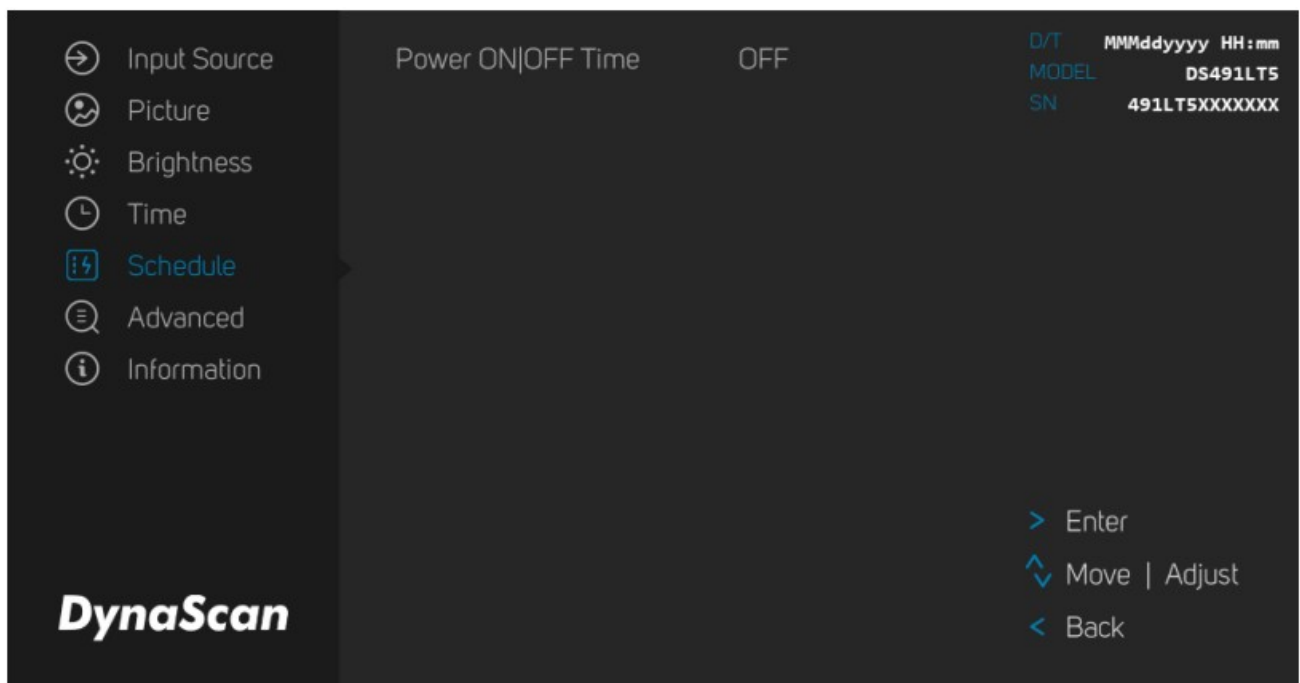 Input Source
Picture
Brightness
Time
Schedule
Advanced
Information
DynaScan
Power ON|OFF Time OFF
D/T MMMddyyyy HH:mm
MODEL DS491LT5
SN 491LT5XXXXXXX
> Enter
Move | Adjust
< Back